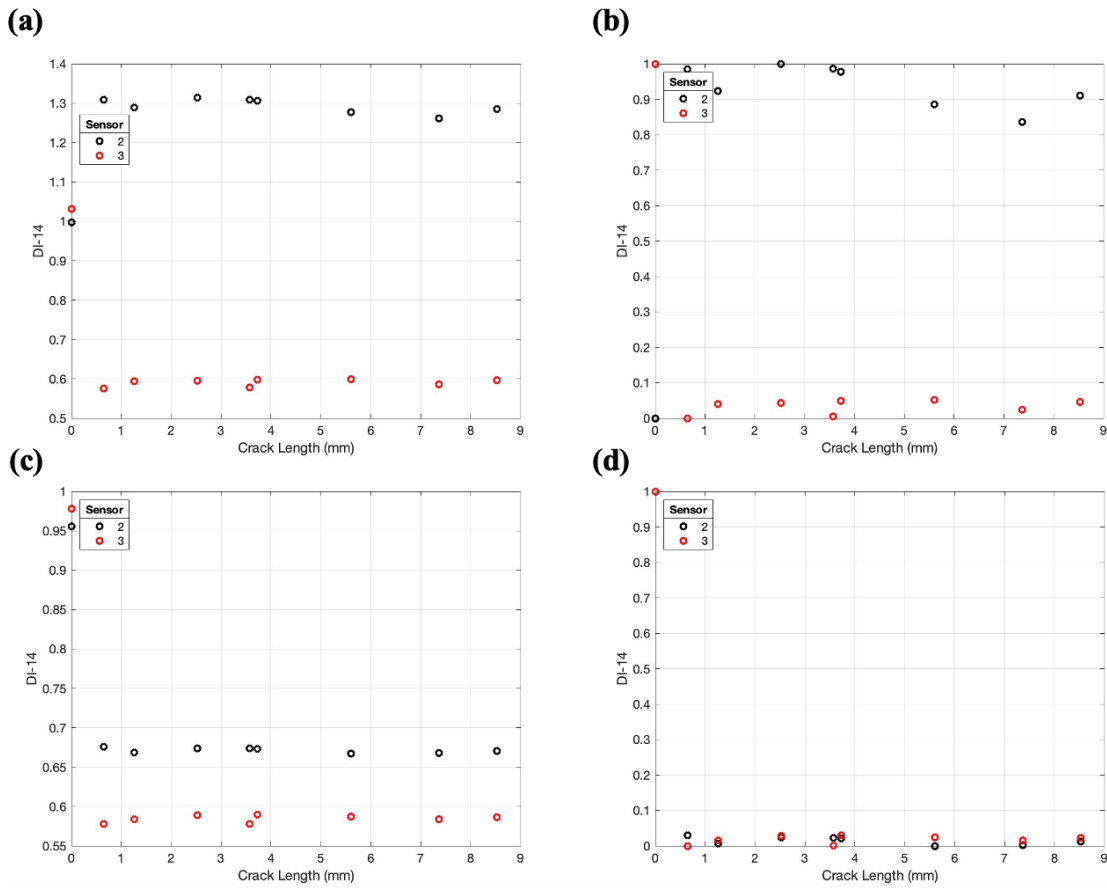 (a)
1.4
1.3
1.2
1.1
1
0.9
0.8
0.7
0.6
0.5
DI-14
Sensor
2
3
0 1 2 3 4 5 6 7 8 9
Crack Length (mm)
(b)
1
0.9
0.8
0.7
0.6
0.5
0.4
0.3
0.2
0.1
0
DI-14
Sensor
2
3
0 1 2 3 4 5 6 7 8 9
Crack Length (mm)
(c)
1
0.95
0.9
0.85
0.8
0.75
0.7
0.65
0.6
0.55
DI-14
Sensor
2
3
0 1 2 3 4 5 6 7 8 9
Crack Length (mm)
(d)
1
0.9
0.8
0.7
0.6
0.5
0.4
0.3
0.2
0.1
0
DI-14
Sensor
2
3
0 1 2 3 4 5 6 7 8 9
Crack Length (mm)